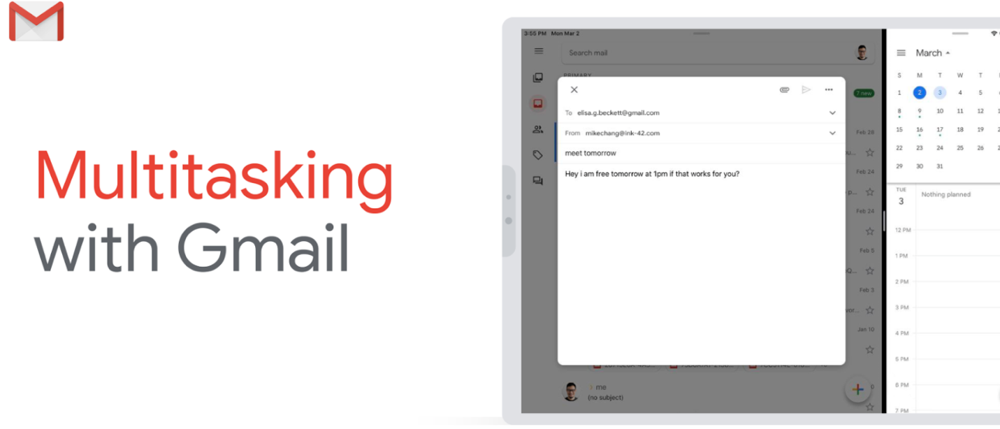 Multitasking
with Gmail
3:55 PM Mon Mar 2
Search mail
PRIMARY
7 new
To elisa.g.beckett@gmail.com
From mikechang@ink-42.com
meet tomorrow
Hey i am free tomorrow at 1pm if that works for you?
Feb 28
Feb 24
Feb 24
Feb 5
Feb 3
Jan 10
me
(no subject)
March
S M T W T
1 2 3 4 5
8 9 10 11 12
15 16 17 18 19
22 23 24 25 26
29 30 31
TUE
3
Nothing planned
12 PM
1 PM
2 PM
3 PM
4 PM
5 PM
6 PM
7 PM